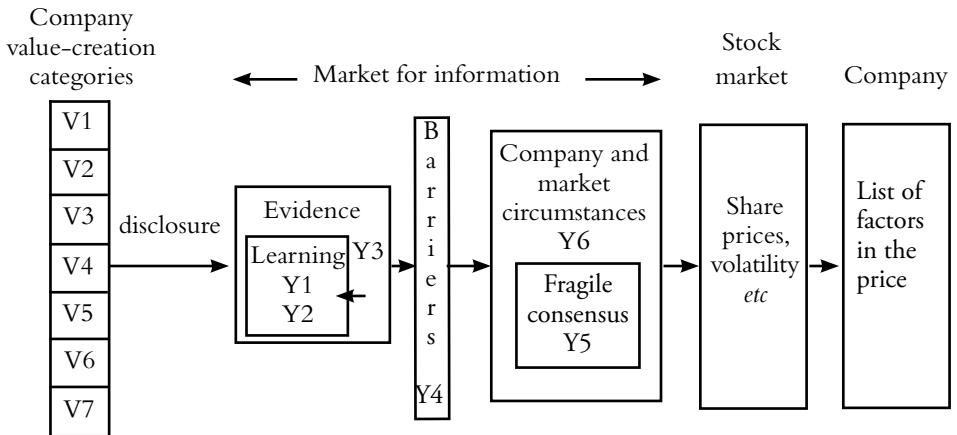 Company
value-creation
categories
Market for information
Stock
market
Company
V1
V2
V3
V4
V5
V6
V7
disclosure
Evidence
Learning
Y1
Y2
Y3
B
a
r
r
i
e
r
s
Y4
Company and
market
circumstances
Y6
Fragile
consensus
Y5
Share
prices,
volatility
etc
List of
factors
in the
price